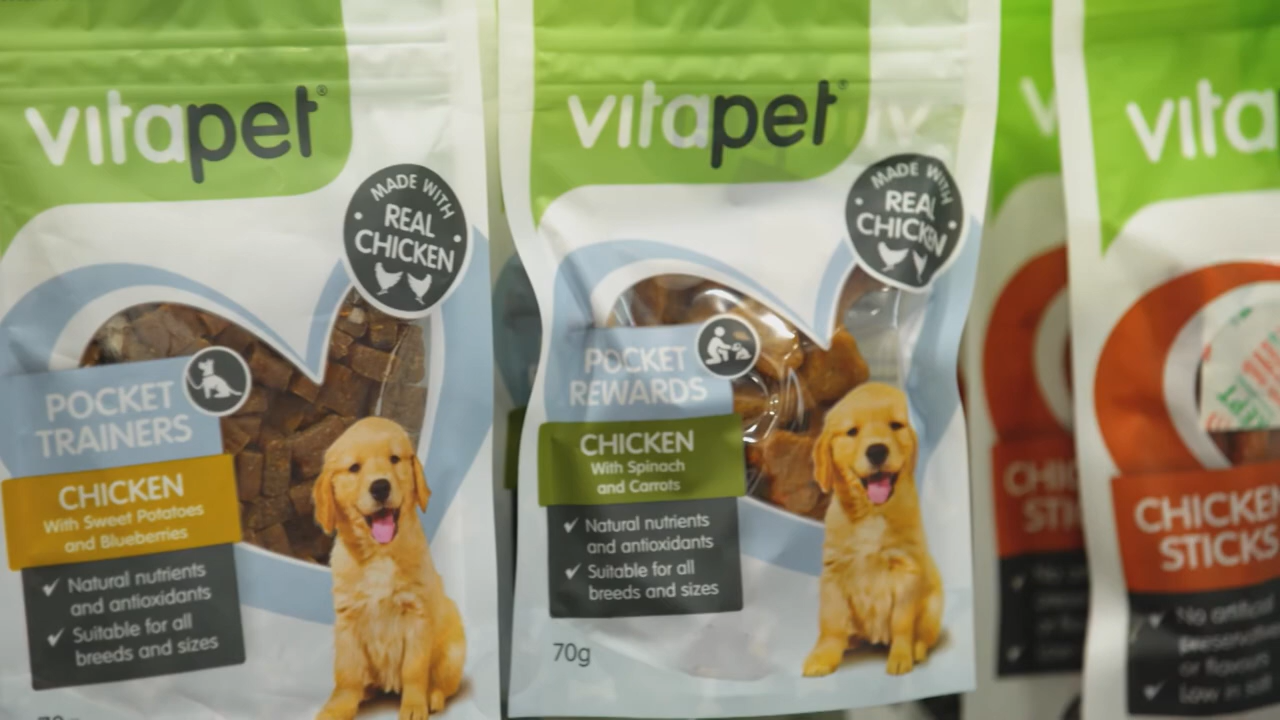 vitapet®
MADE WITH
REAL
CHICKEN
POCKET
TRAINERS
CHICKEN
With Sweet Potatoes
and Blueberries
✓ Natural nutrients
and antioxidants
✓ Suitable for all
breeds and sizes
vitapet®
MADE WITH
REAL
CHICKEN
POCKET
REWARDS
CHICKEN
With Spinach
and Carrots
✓ Natural nutrients
and antioxidants
✓ Suitable for all
breeds and sizes
70g
CHIC
STI
vita
CHICKEN
STICKS
✓ No artificial
or flavours
✓ Low in